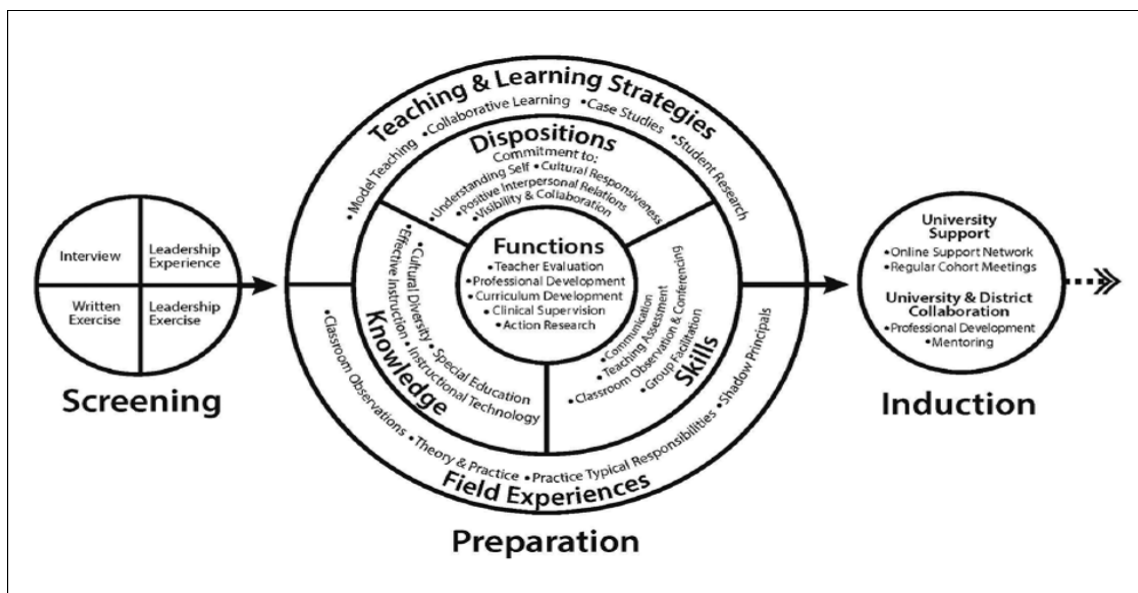 Interview
Leadership
Experience
Written
Exercise
Leadership
Exercise
Screening
Teaching & Learning Strategies
•Model Teaching •Collaborative Learning •Case Studies •Student Research
Dispositions
Commitment to:
•Understanding Self •Cultural Responsiveness
•Positive Interpersonal Relations
•Visibility & Collaboration
Functions
•Teacher Evaluation
•Professional Development
•Curriculum Development
•Clinical Supervision
•Action Research
•Cultural Diversity •Special Education
•Effective Instruction •Instructional Technology
Knowledge
•Communication
•Teaching Assessment
•Classroom Observation & Conferencing
•Group Facilitation
Skills
•Classroom Observations •Theory & Practice •Practice Typical Responsibilities •Shadow Principals
Field Experiences
Preparation
University
Support
•Online Support Network
•Regular Cohort Meetings
University & District
Collaboration
•Professional Development
•Mentoring
Induction